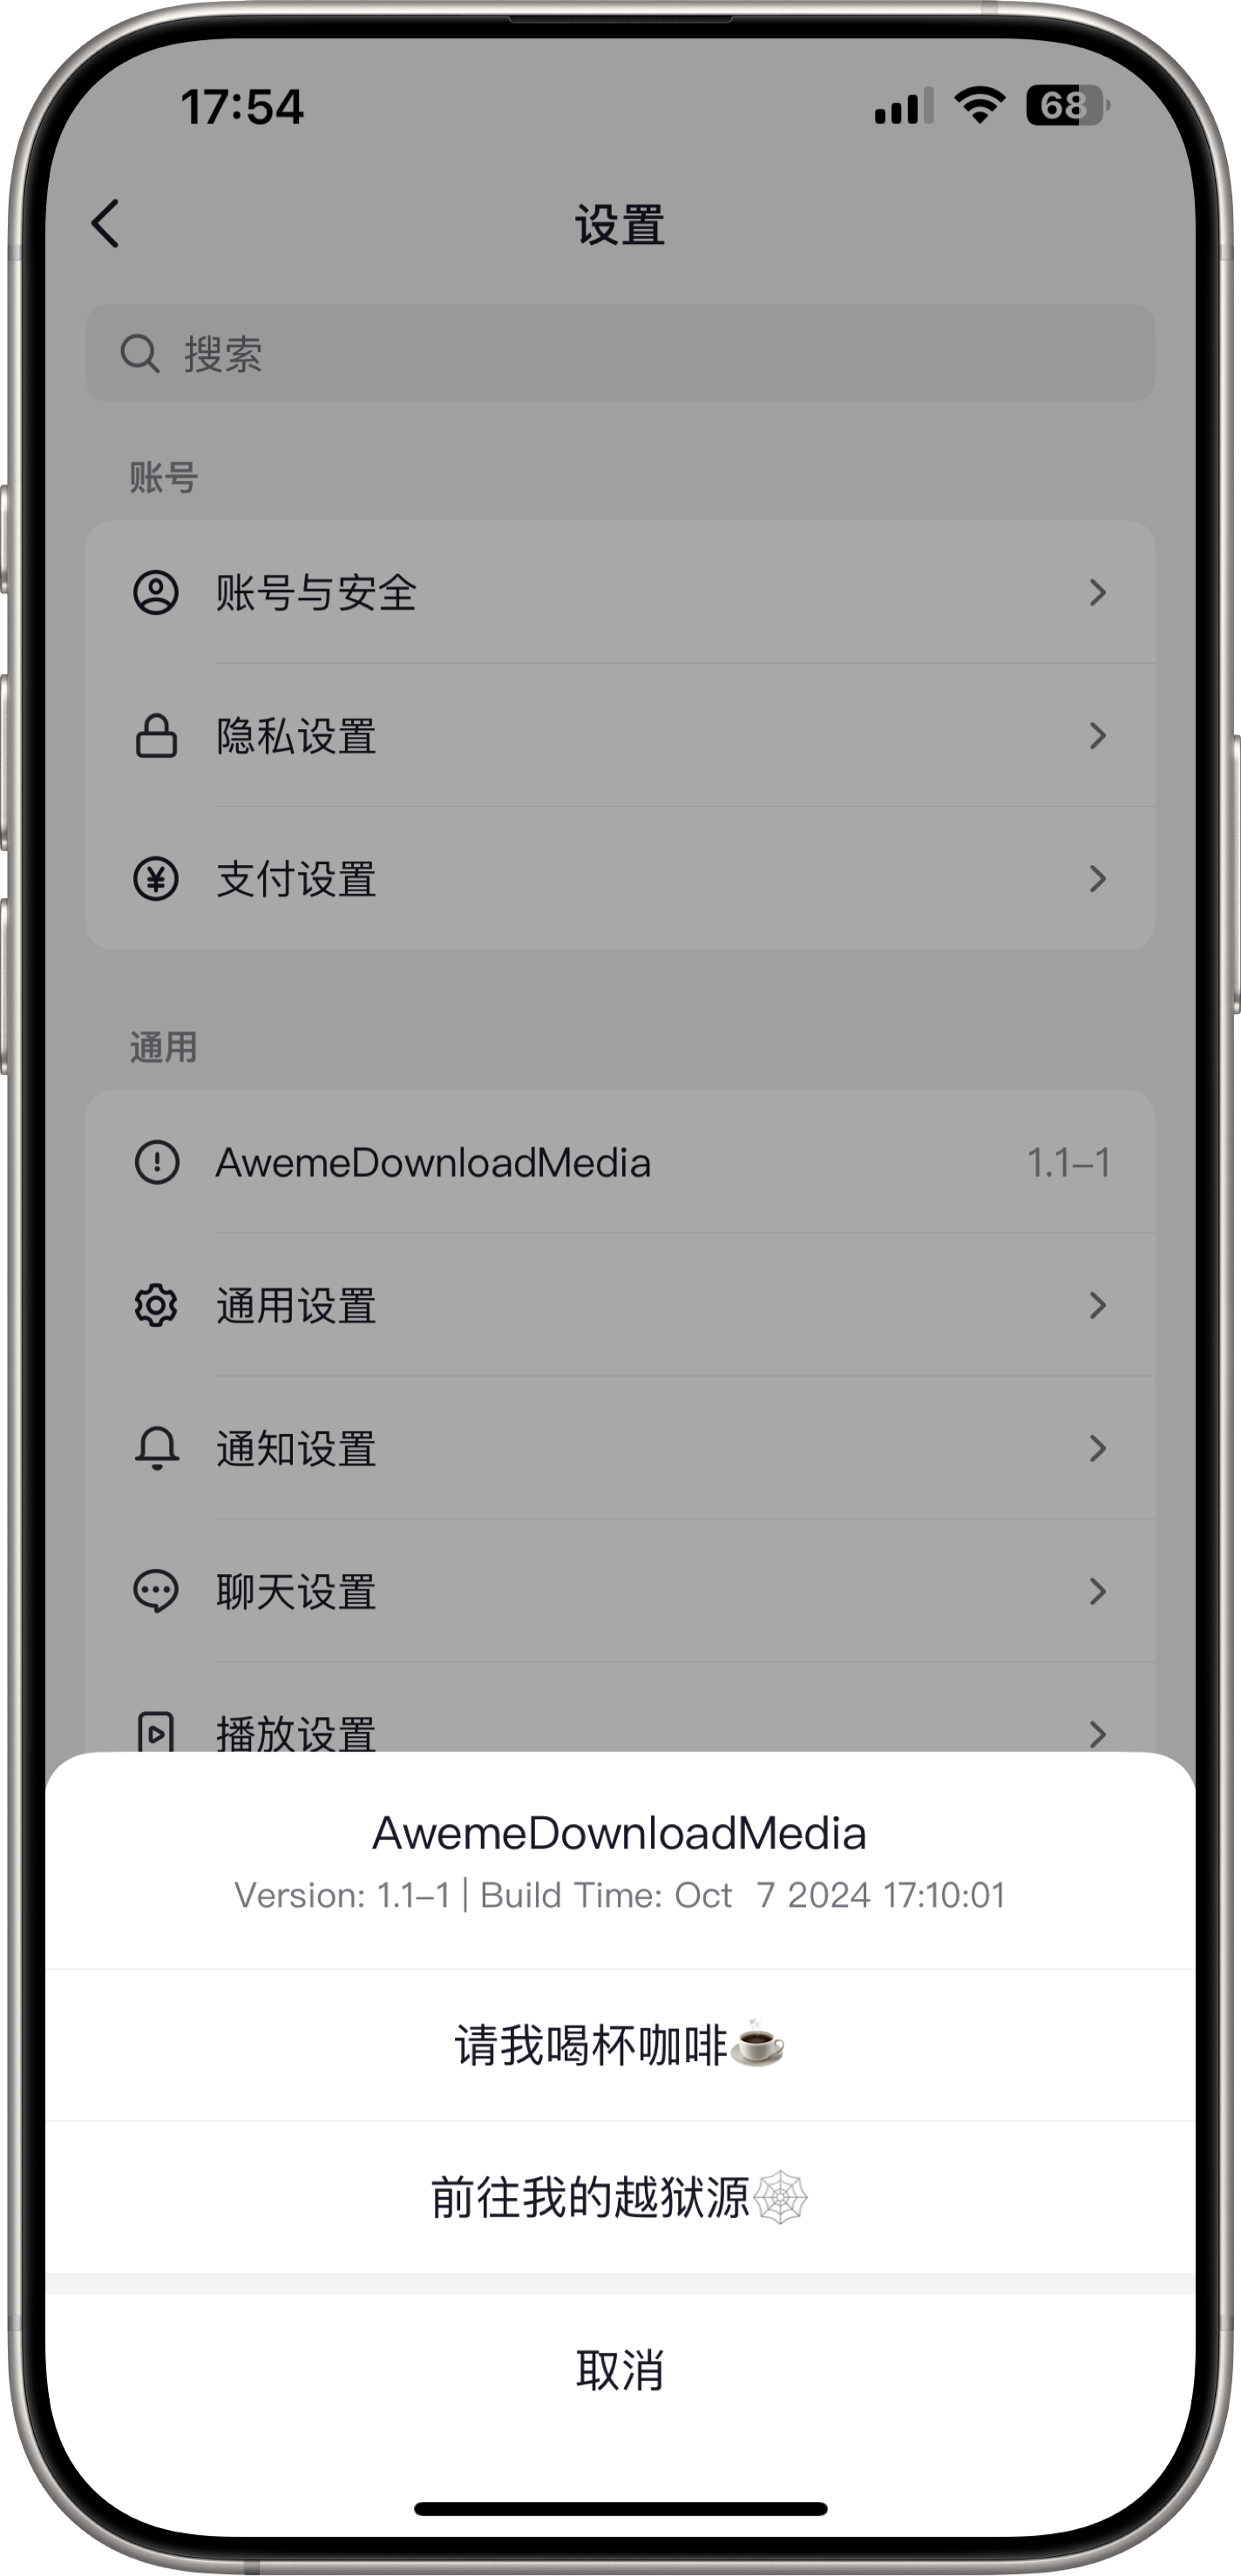 17:54
68
设置
搜索
账号
账号与安全
隐私设置
支付设置
通用
AwemeDownloadMedia 1.1–1
通用设置
通知设置
聊天设置
播放设置
AwemeDownloadMedia
Version: 1.1–1 | Build Time: Oct  7 2024 17:10:01
请我喝杯咖啡☕️
前往我的越狱源🕸️
取消